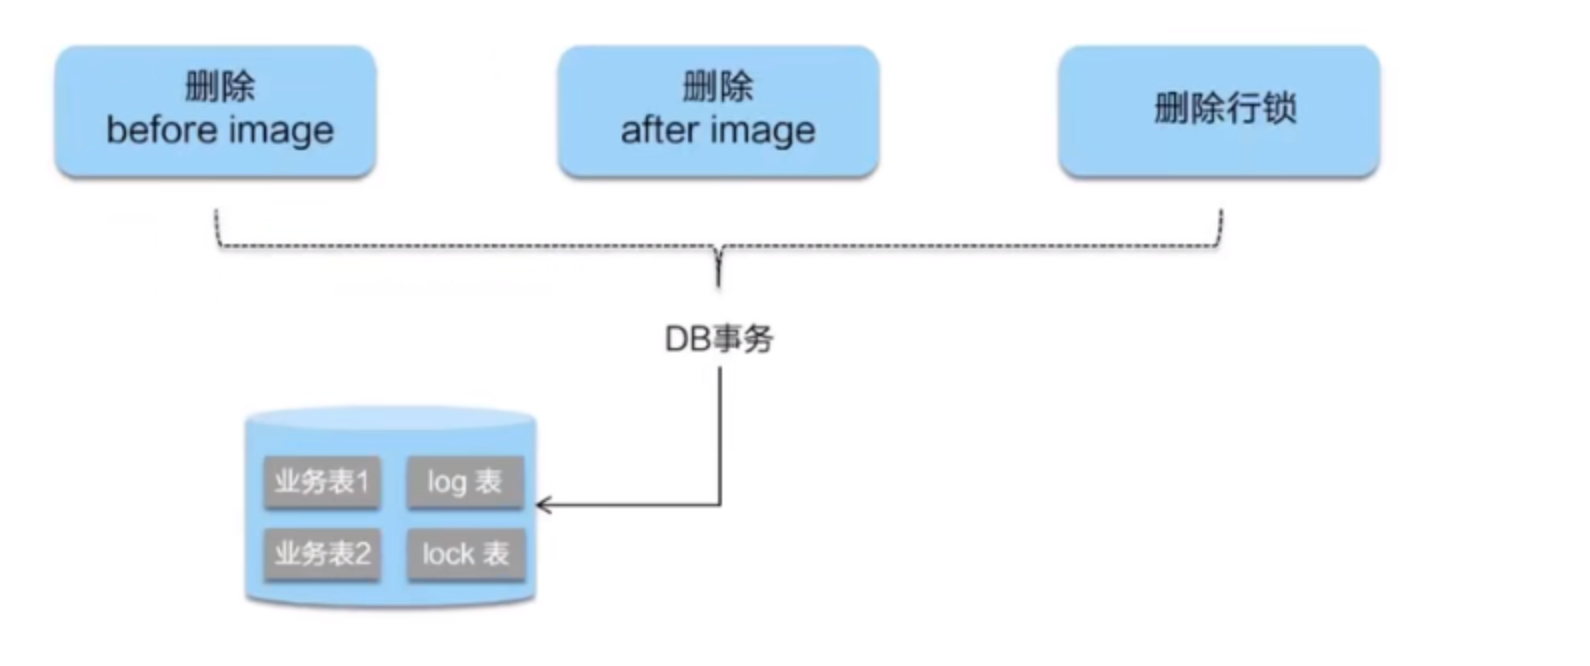 删除
before image
删除
after image
删除行锁
DB事务
业务表1
log 表
业务表2
lock 表